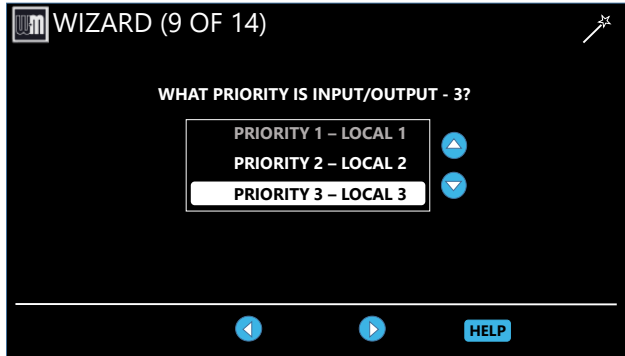 WM WIZARD (9 OF 14)
WHAT PRIORITY IS INPUT/OUTPUT - 3?
PRIORITY 1 – LOCAL 1
PRIORITY 2 – LOCAL 2
PRIORITY 3 – LOCAL 3
HELP